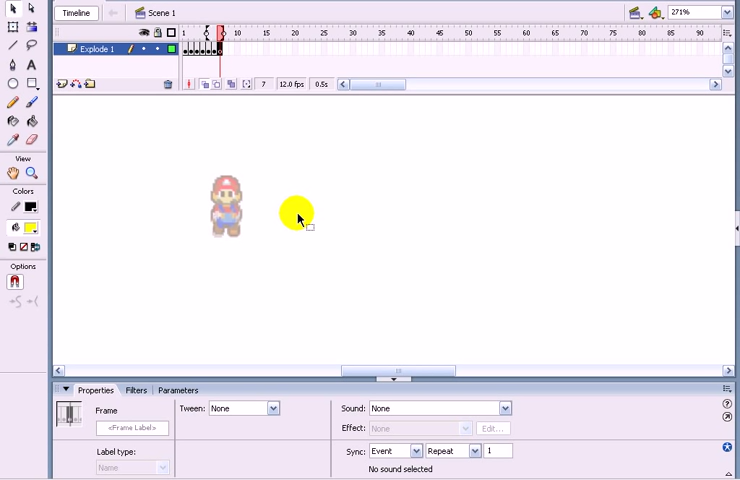 Timeline
Scene 1
271%
1 5 10 15 20 25 30 35 40 45 50 55 60 65 70 75 80 85 90
Explode 1
7 12.0 fps 0.5s
A
View
Colors
Options
Properties Filters Parameters
Frame
<Frame Label>
Label type:
Name
Tween: None
Sound: None
Effect: None Edit...
Sync: Event Repeat 1
No sound selected